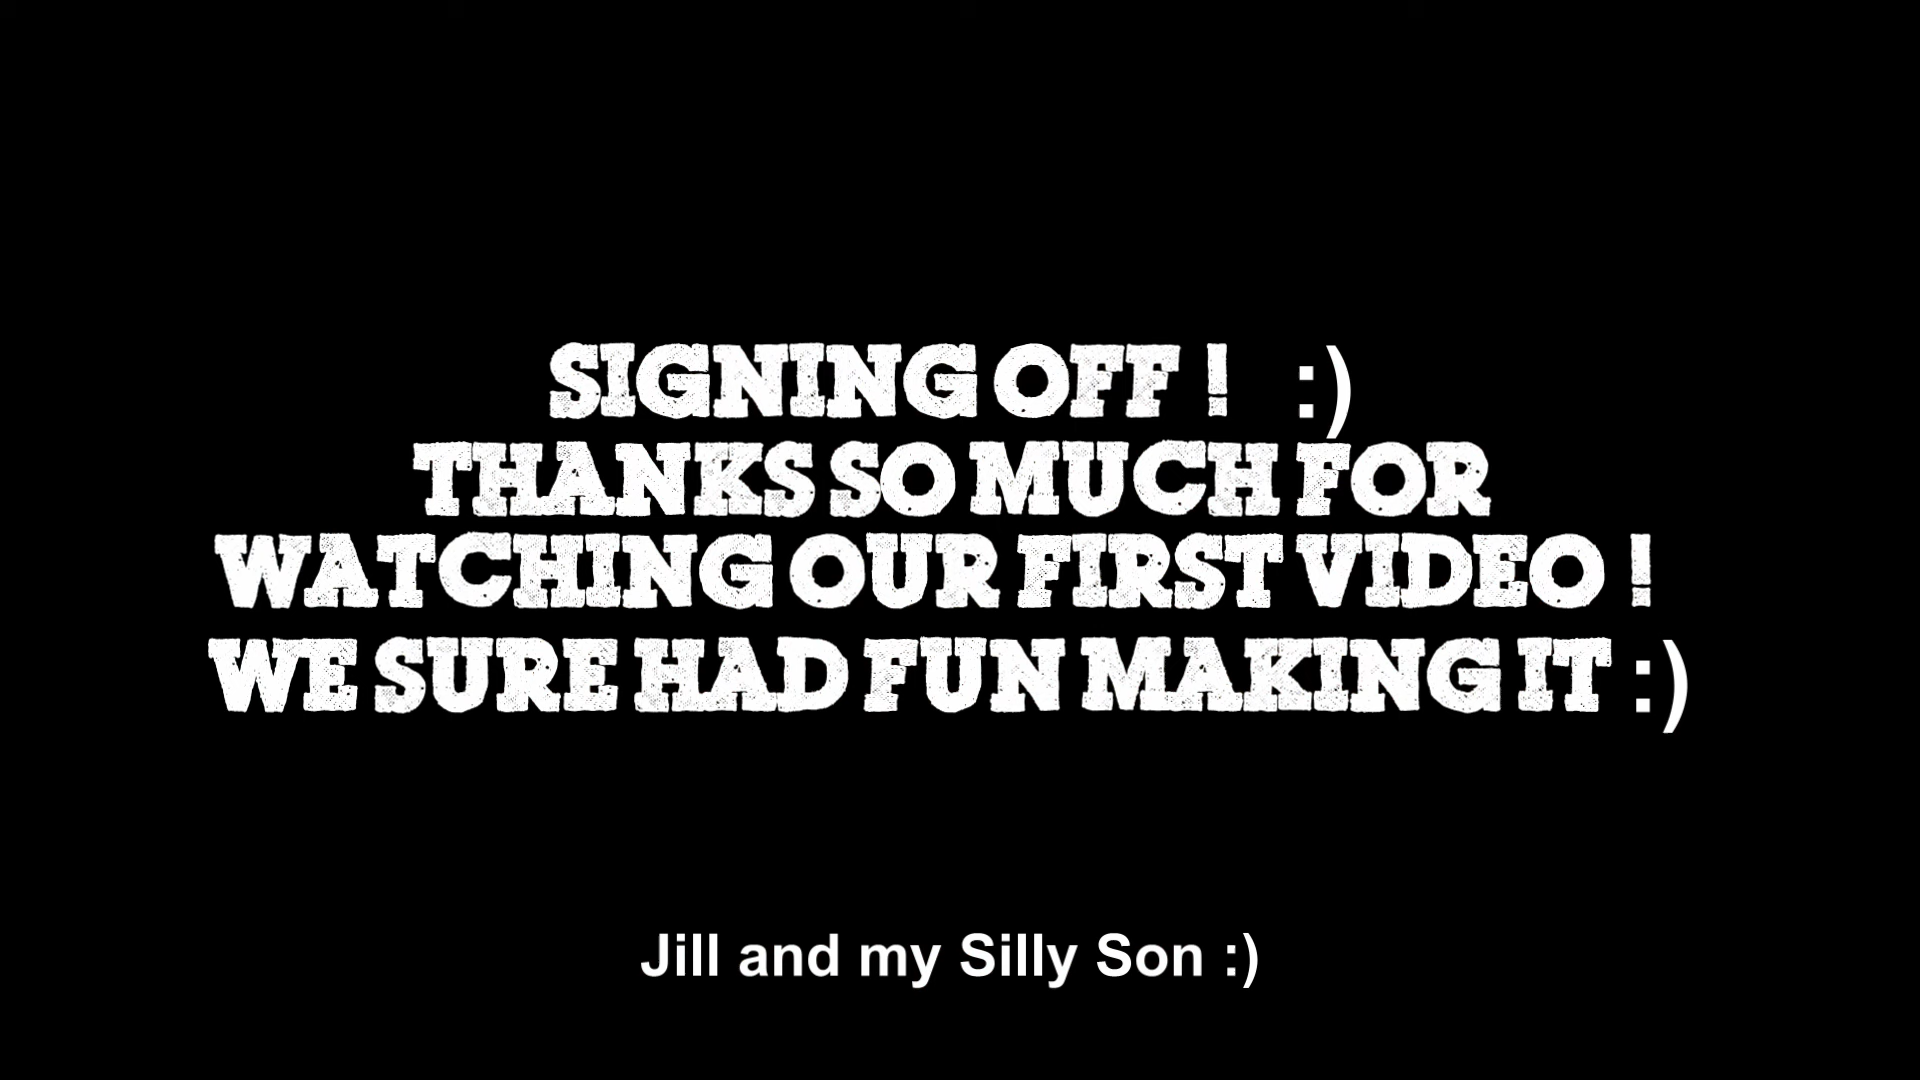 SIGNING OFF ! :)
THANKS SO MUCH FOR
WATCHING OUR FIRST VIDEO !
WE SURE HAD FUN MAKING IT :)
Jill and my Silly Son :)